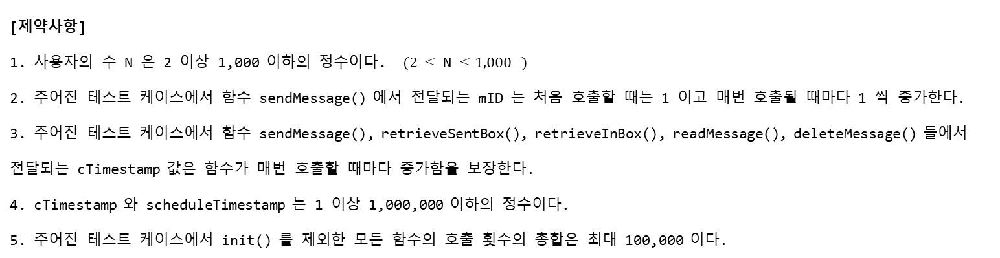 [제약사항]
1. 사용자의 수 N 은 2 이상 1,000 이하의 정수이다. (2 ≤ N ≤ 1,000 )
2. 주어진 테스트 케이스에서 함수 sendMessage() 에서 전달되는 mID 는 처음 호출할 때는 1 이고 매번 호출될 때마다 1 씩 증가한다.
3. 주어진 테스트 케이스에서 함수 sendMessage(), retrieveSentBox(), retrieveInBox(), readMessage(), deleteMessage() 들에서
전달되는 cTimestamp 값은 함수가 매번 호출할 때마다 증가함을 보장한다.
4. cTimestamp 와 scheduleTimestamp 는 1 이상 1,000,000 이하의 정수이다.
5. 주어진 테스트 케이스에서 init() 를 제외한 모든 함수의 호출 횟수의 총합은 최대 100,000 이다.